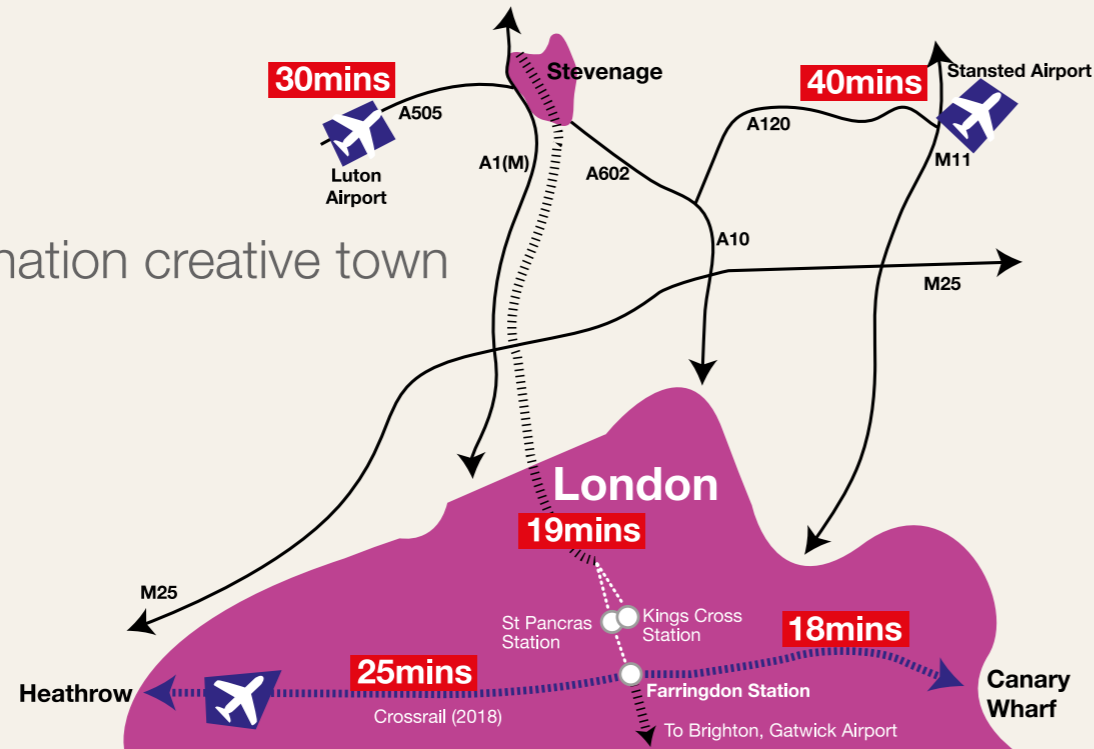 Stevenage
30mins
40mins
Stansted Airport
A505
A120
Luton
Airport
A1(M)
A602
M11
A10
nation creative town
M25
London
19mins
M25
St Pancras
Station
Kings Cross
Station
18mins
25mins
Heathrow
Farringdon Station
Canary
Wharf
Crossrail (2018)
To Brighton, Gatwick Airport